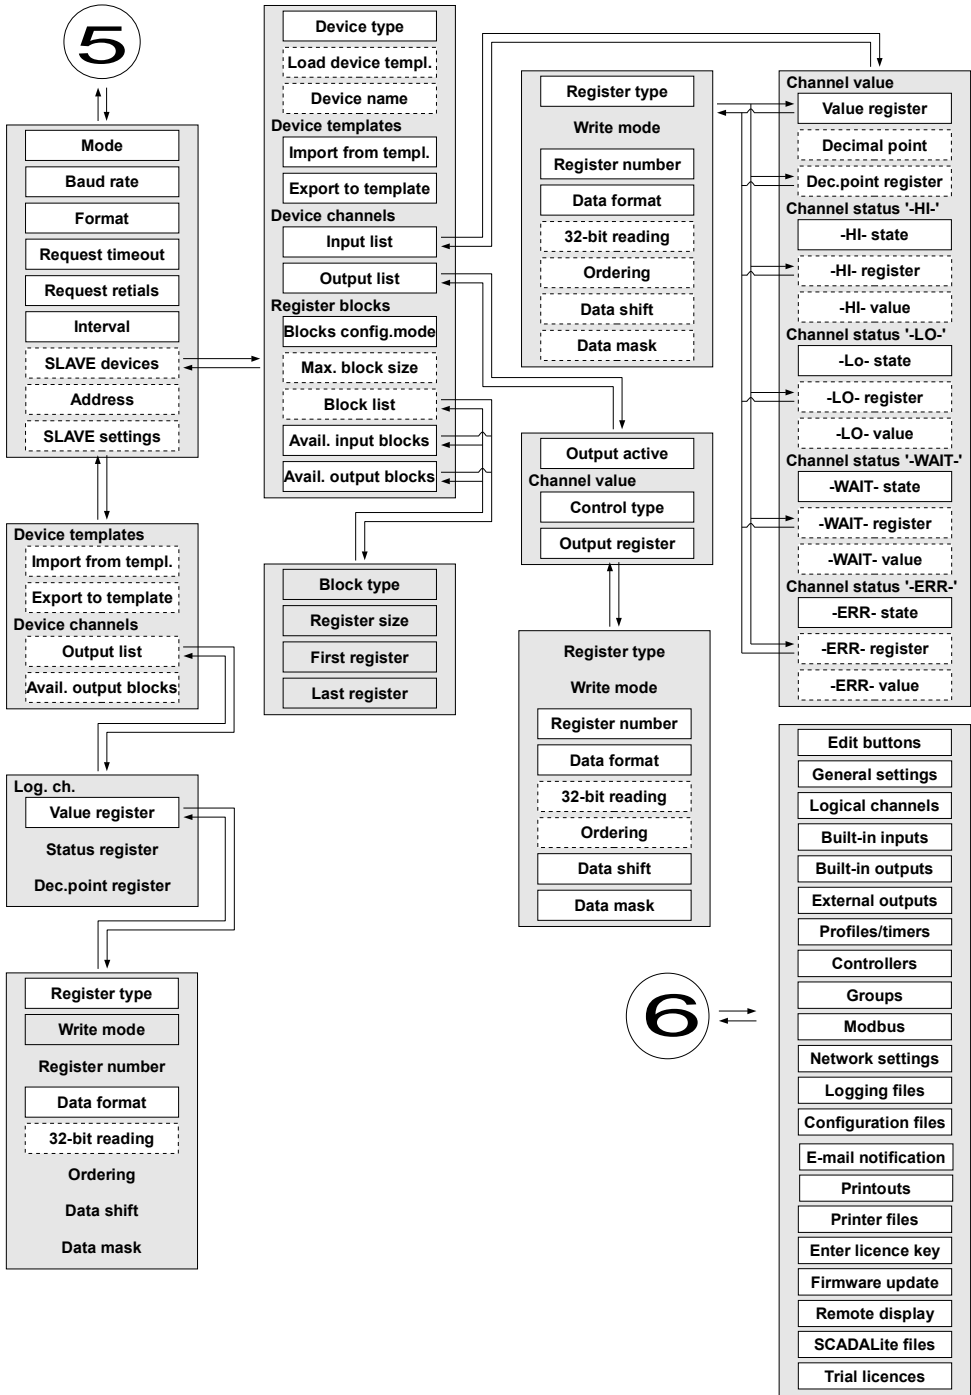 5
Mode
Baud rate
Format
Request timeout
Request retials
Interval
SLAVE devices
Address
SLAVE settings
Device templates
Import from templ.
Export to template
Device channels
Output list
Avail. output blocks
Log. ch.
Value register
Status register
Dec.point register
Register type
Write mode
Register number
Data format
32-bit reading
Ordering
Data shift
Data mask
Device type
Load device templ.
Device name
Device templates
Import from templ.
Export to template
Device channels
Input list
Output list
Register blocks
Blocks config.mode
Max. block size
Block list
Avail. input blocks
Avail. output blocks
Block type
Register size
First register
Last register
Register type
Write mode
Register number
Data format
32-bit reading
Ordering
Data shift
Data mask
Output active
Channel value
Control type
Output register
Register type
Write mode
Register number
Data format
32-bit reading
Ordering
Data shift
Data mask
Channel value
Value register
Decimal point
Dec.point register
Channel status '-HI-'
-HI- state
-HI- register
-HI- value
Channel status '-LO-'
-Lo- state
-LO- register
-LO- value
Channel status '-WAIT-'
-WAIT- state
-WAIT- register
-WAIT- value
Channel status '-ERR-'
-ERR- state
-ERR- register
-ERR- value
6
Edit buttons
General settings
Logical channels
Built-in inputs
Built-in outputs
External outputs
Profiles/timers
Controllers
Groups
Modbus
Network settings
Logging files
Configuration files
E-mail notification
Printouts
Printer files
Enter licence key
Firmware update
Remote display
SCADALite files
Trial licences